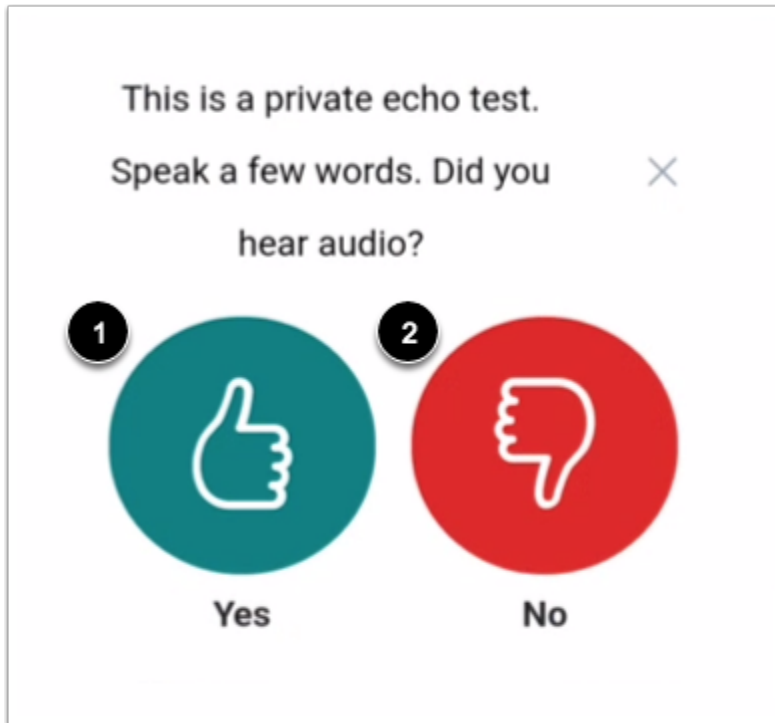 This is a private echo test.
Speak a few words. Did you
hear audio?
1
2
Yes
No